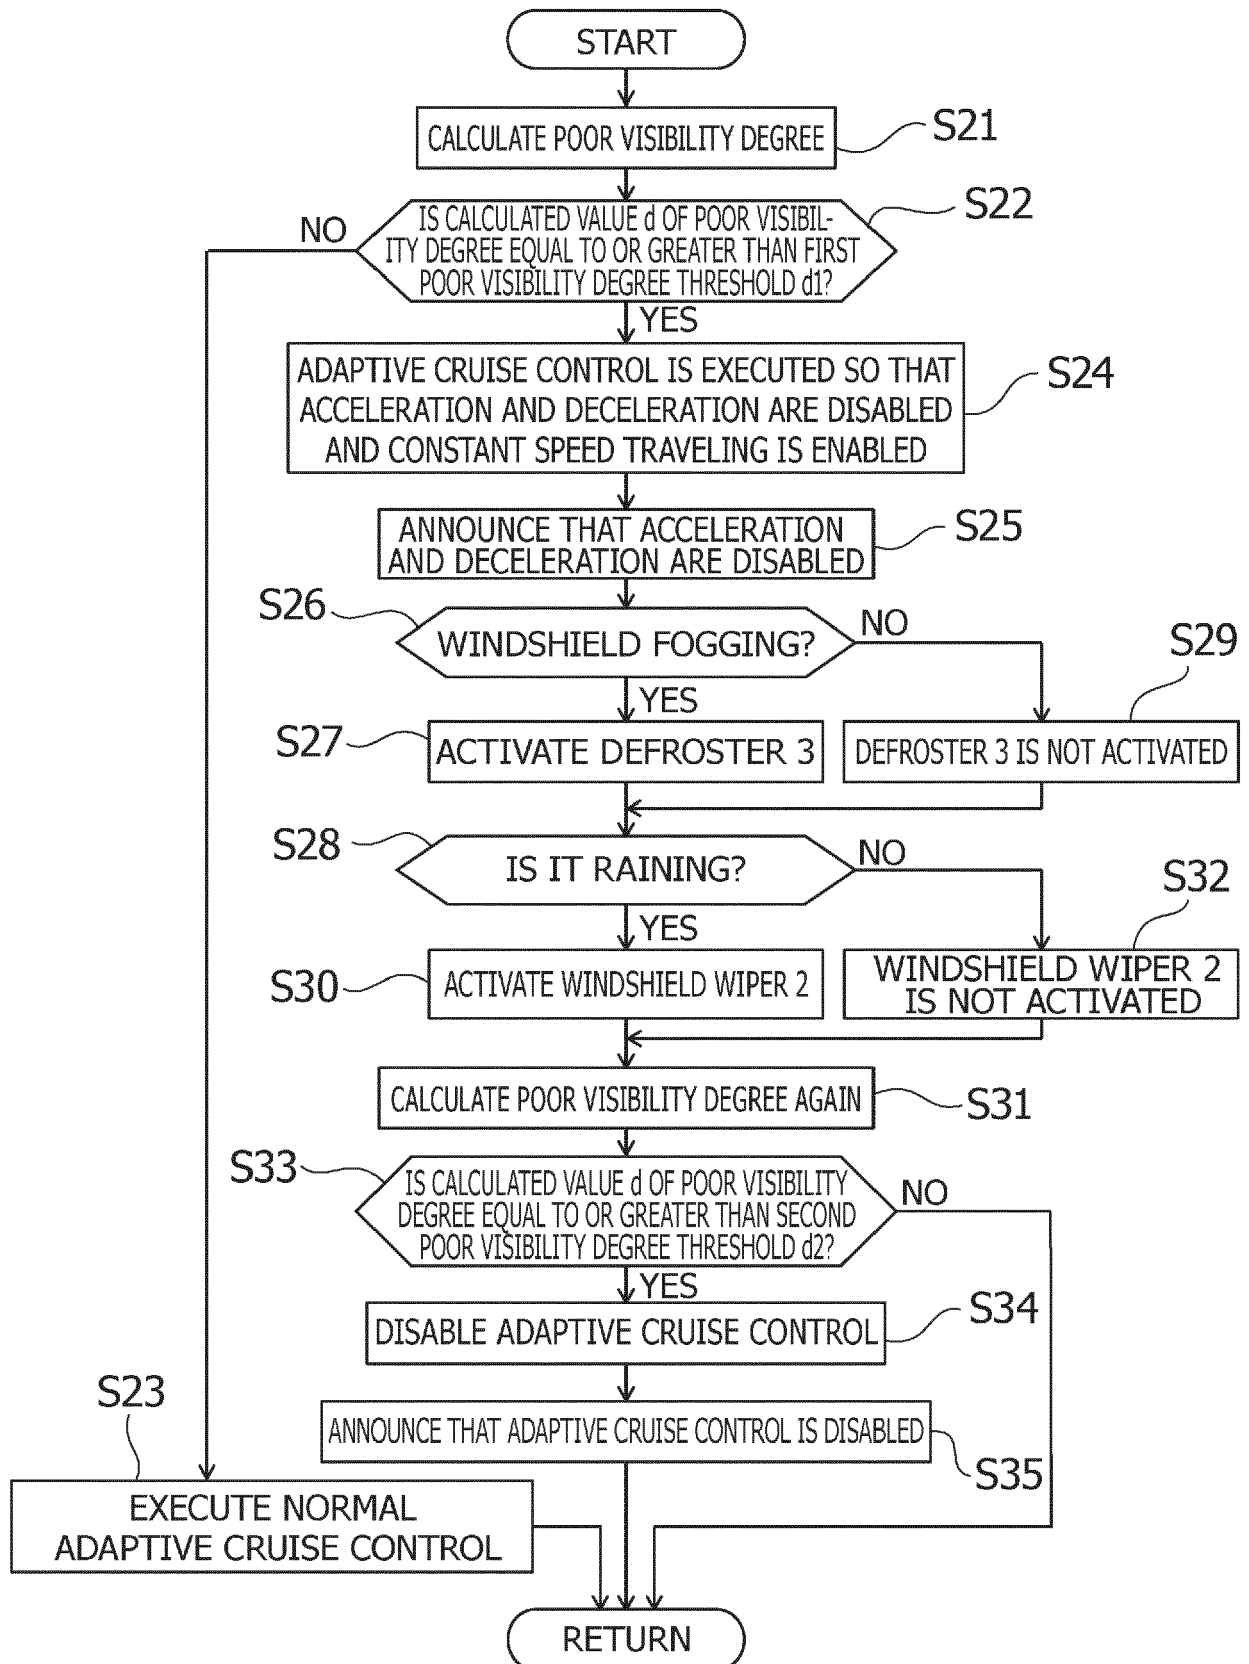 START
CALCULATE POOR VISIBILITY DEGREE
S21
IS CALCULATED VALUE d OF POOR VISIBIL-
ITY DEGREE EQUAL TO OR GREATER THAN FIRST
POOR VISIBILITY DEGREE THRESHOLD d1?
S22
NO
YES
ADAPTIVE CRUISE CONTROL IS EXECUTED SO THAT
ACCELERATION AND DECELERATION ARE DISABLED
AND CONSTANT SPEED TRAVELING IS ENABLED
S24
ANNOUNCE THAT ACCELERATION
AND DECELERATION ARE DISABLED
S25
S26
WINDSHIELD FOGGING?
NO
YES
S29
S27
ACTIVATE DEFROSTER 3
DEFROSTER 3 IS NOT ACTIVATED
S28
IS IT RAINING?
NO
YES
S32
S30
ACTIVATE WINDSHIELD WIPER 2
WINDSHIELD WIPER 2
IS NOT ACTIVATED
CALCULATE POOR VISIBILITY DEGREE AGAIN
S31
S33
IS CALCULATED VALUE d OF POOR VISIBILITY
DEGREE EQUAL TO OR GREATER THAN SECOND
POOR VISIBILITY DEGREE THRESHOLD d2?
NO
YES
DISABLE ADAPTIVE CRUISE CONTROL
S34
ANNOUNCE THAT ADAPTIVE CRUISE CONTROL IS DISABLED
S35
S23
EXECUTE NORMAL
ADAPTIVE CRUISE CONTROL
RETURN